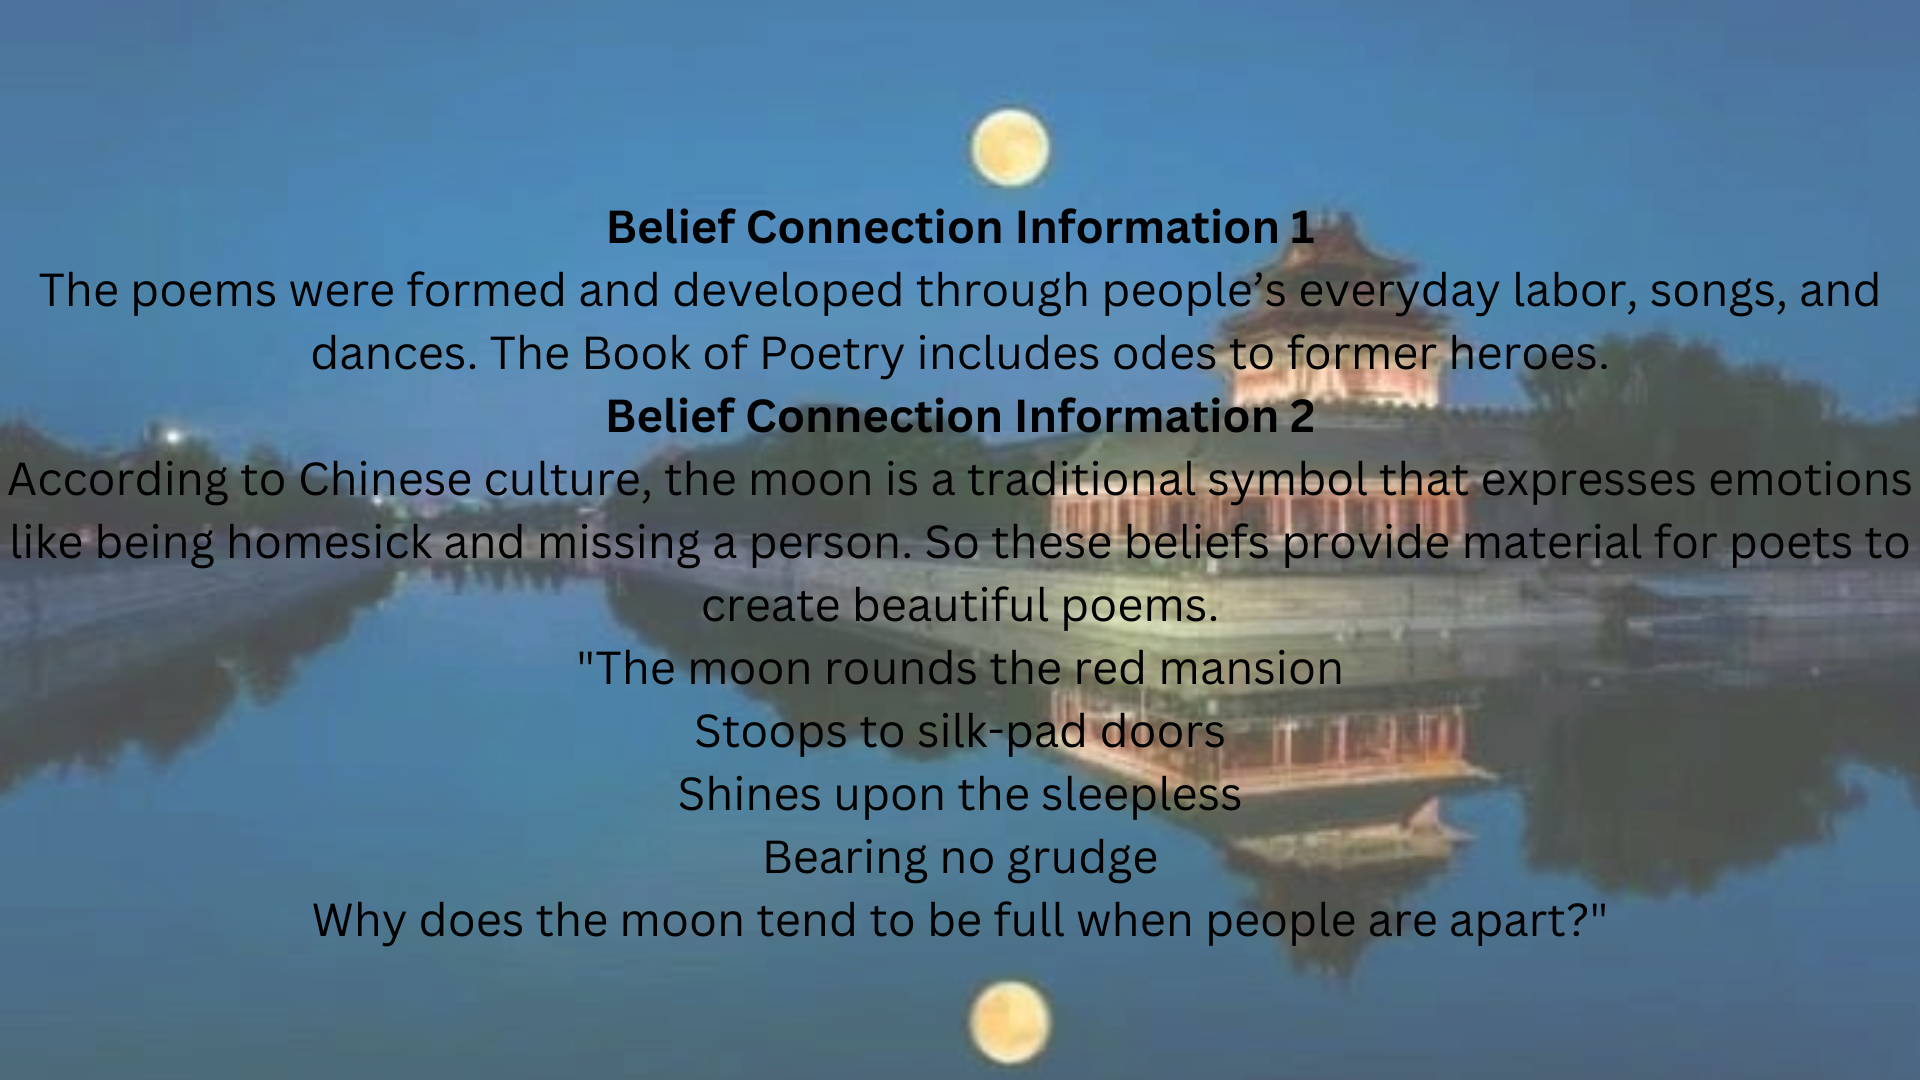 Belief Connection Information 1
The poems were formed and developed through people’s everyday labor, songs, and
dances. The Book of Poetry includes odes to former heroes.
Belief Connection Information 2
According to Chinese culture, the moon is a traditional symbol that expresses emotions
like being homesick and missing a person. So these beliefs provide material for poets to
create beautiful poems.
"The moon rounds the red mansion
Stoops to silk-pad doors
Shines upon the sleepless
Bearing no grudge
Why does the moon tend to be full when people are apart?"